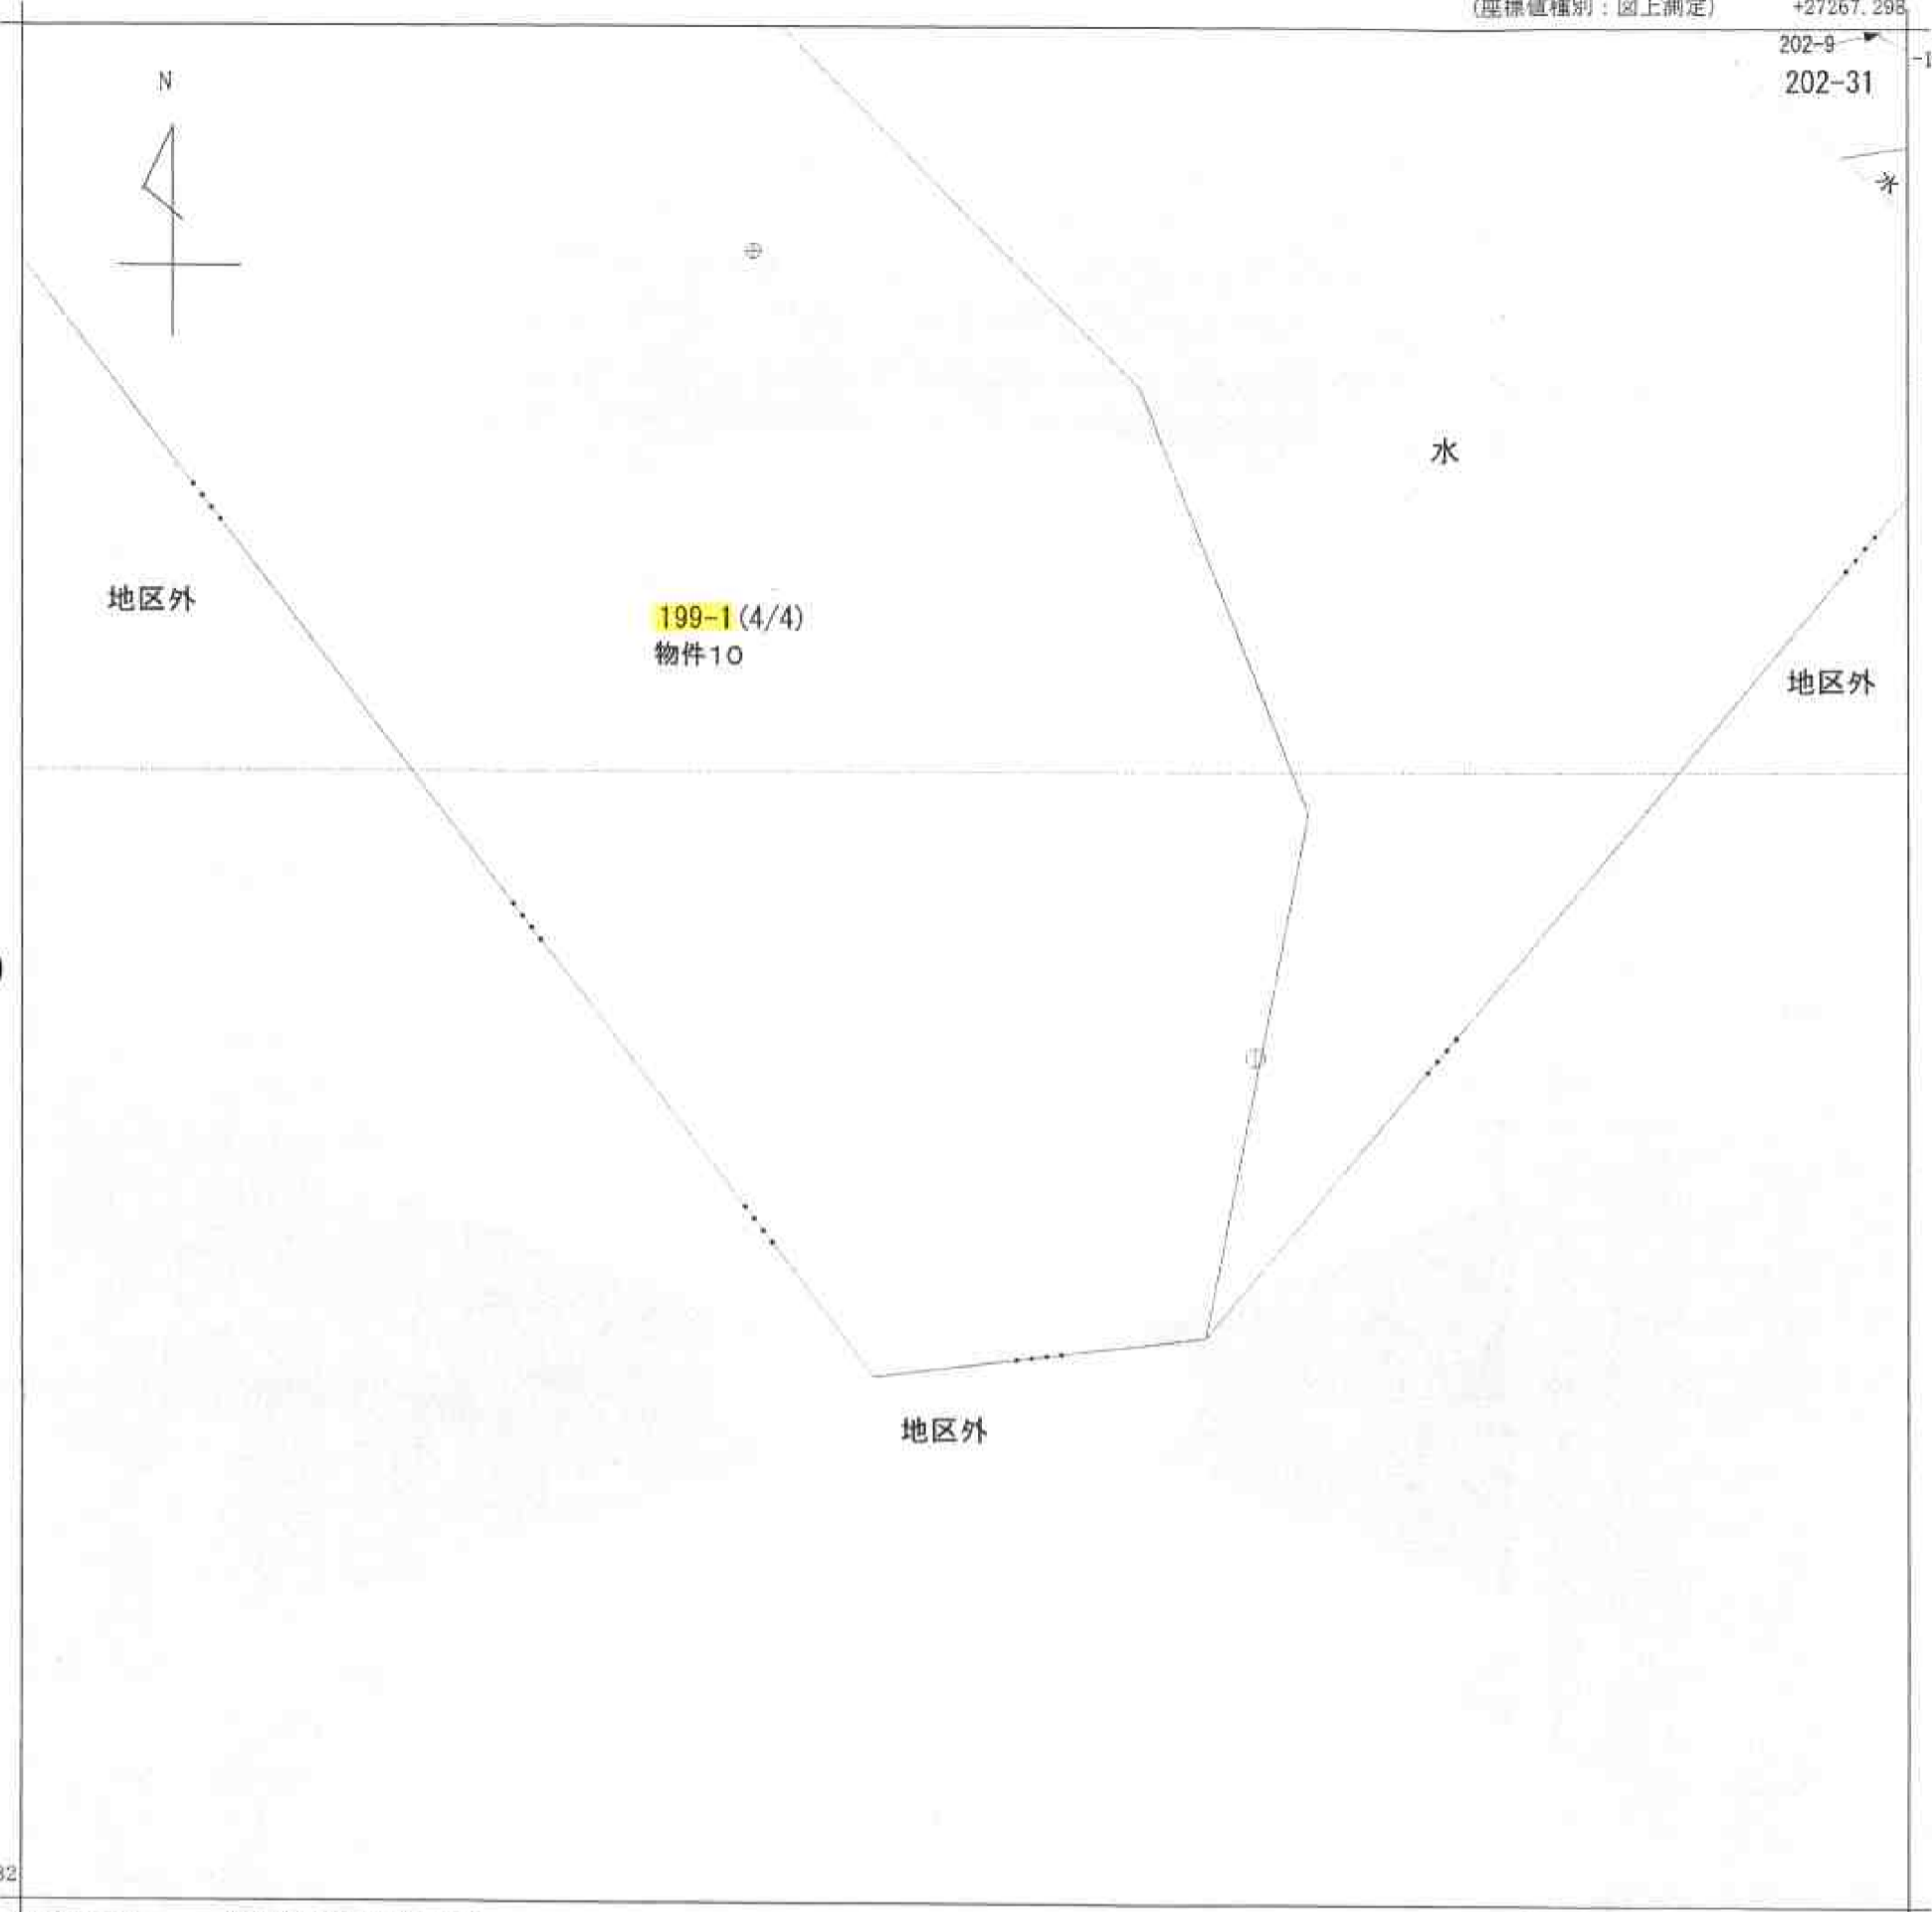 (座標値種別：図上測定) +27267.298
202-9
202-31
N
水
水
地区外
199-1(4/4)
物件10
地区外
地区外